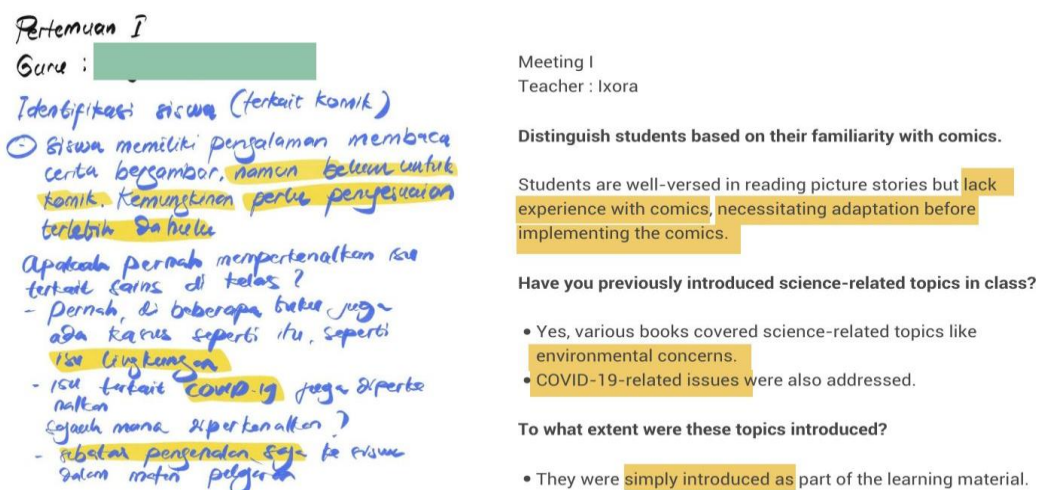 Pertemuan I
Guru :
Identifikasi siswa (terkait komik)
Siswa memiliki pengalaman membaca
cerita bergambar, namun belum untuk
komik. Kemungkinan perlu penyesuaian
terlebih dahulu
Apakah pernah memperkenalkan isu
terkait sains di kelas ?
- Pernah, di beberapa buku juga
ada kasus seperti itu, seperti
isu lingkungan
- isu terkait COVID-19 juga diperke
nalkan
sejauh mana diperkenalkan ?
- sebatas pengenalan saja ke siswa
dalam materi pelajaran
Meeting I
Teacher : Ixora
Distinguish students based on their familiarity with comics.
Students are well-versed in reading picture stories but lack
experience with comics, necessitating adaptation before
implementing the comics.
Have you previously introduced science-related topics in class?
• Yes, various books covered science-related topics like
environmental concerns.
• COVID-19-related issues were also addressed.
To what extent were these topics introduced?
• They were simply introduced as part of the learning material.